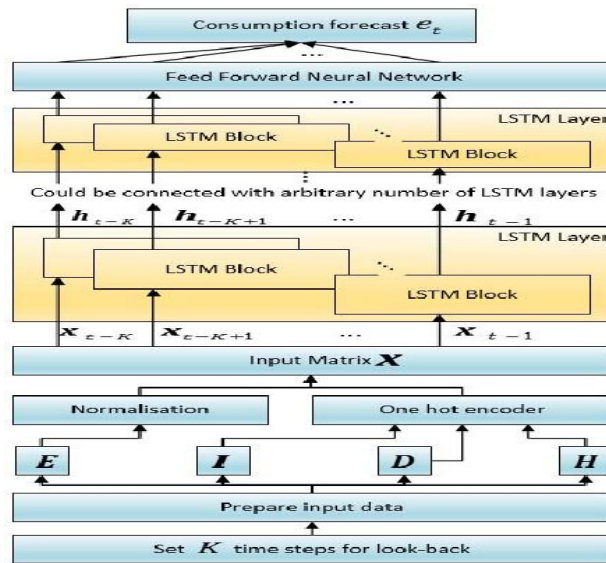 Consumption forecast e_t
...
Feed Forward Neural Network
...
LSTM Layer
LSTM Block
LSTM Block
Could be connected with arbitrary number of LSTM layers
h_{t-K} h_{t-K+1} ... h_{t-1}
LSTM Layer
LSTM Block
LSTM Block
x_{t-K} x_{t-K+1} ... x_{t-1}
Input Matrix X
Normalisation One hot encoder
E I D H
Prepare input data
Set K time steps for look-back